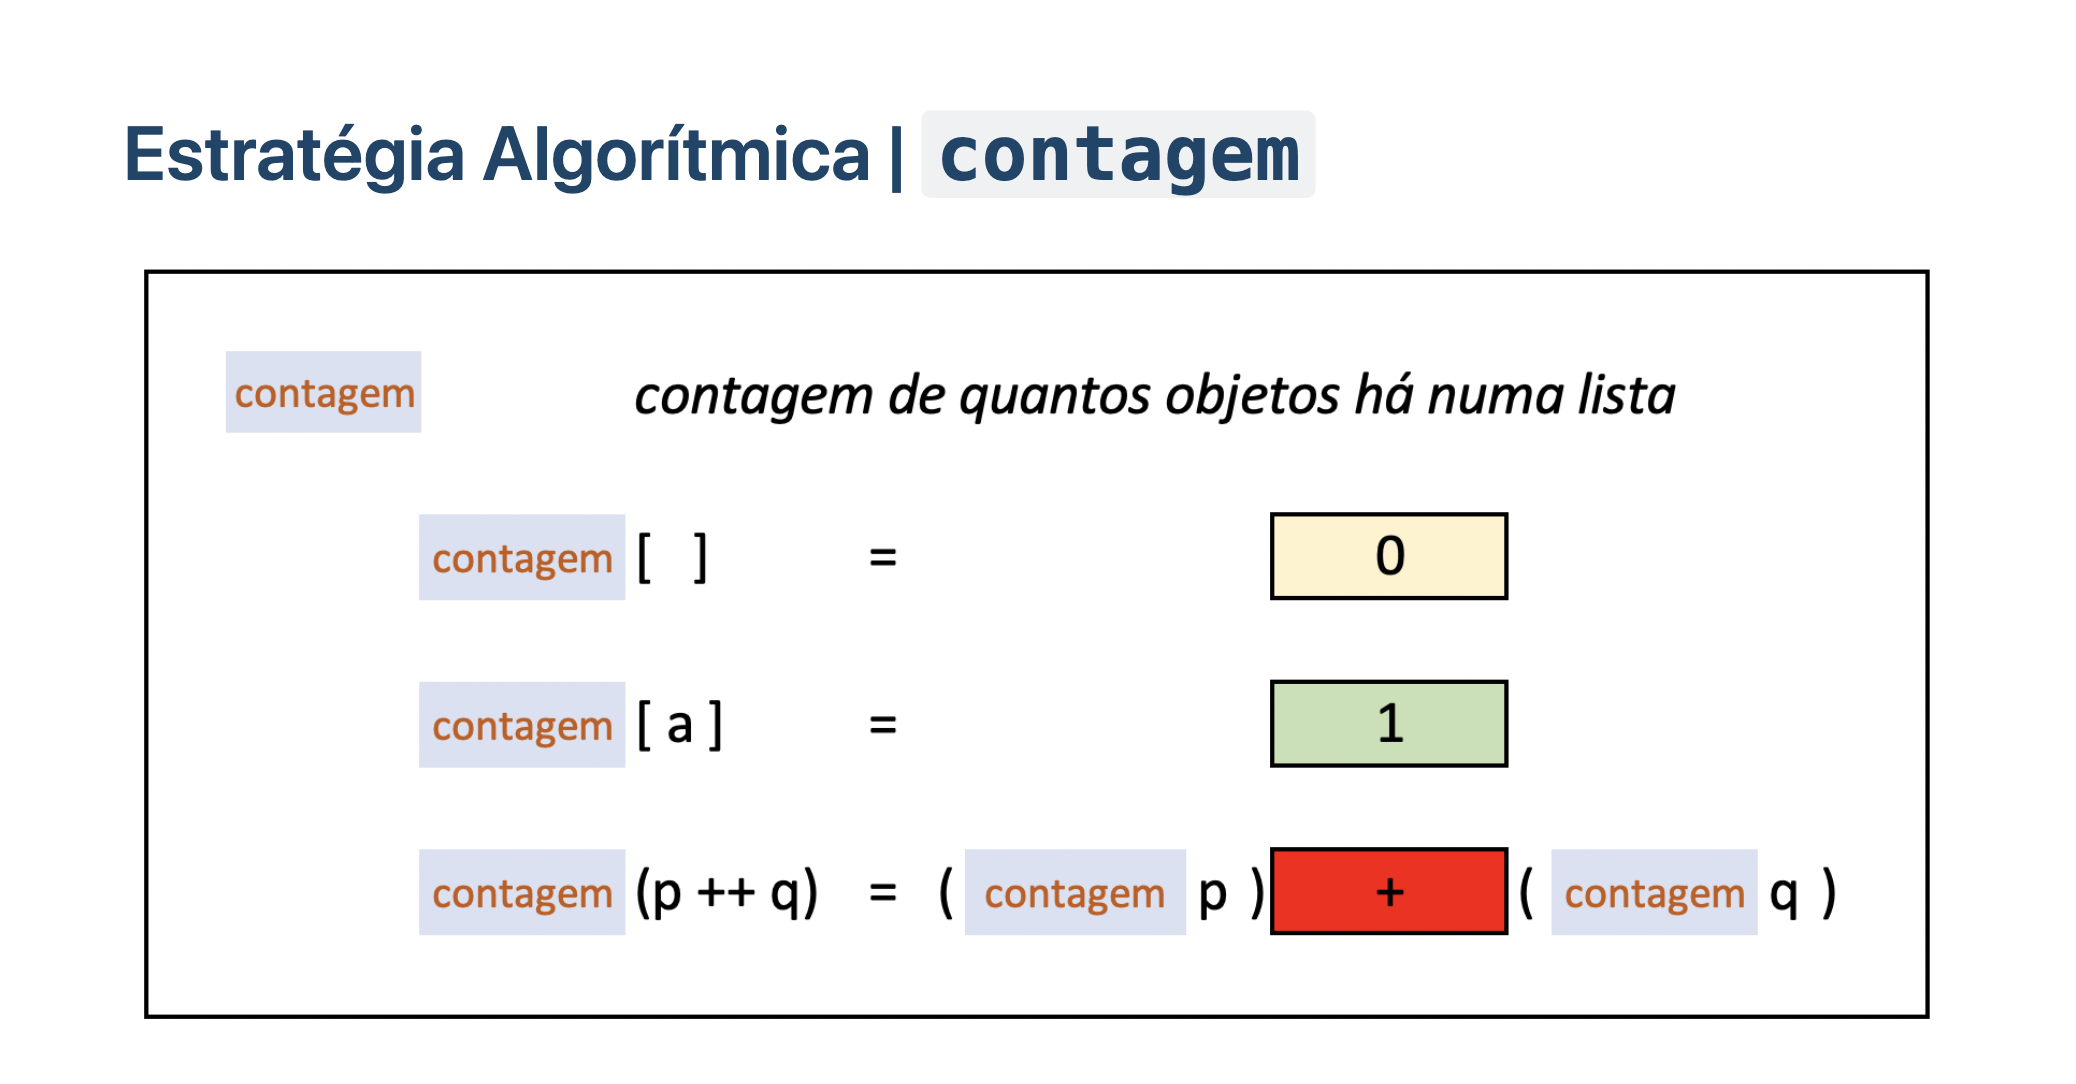 Estratégia Algorítmica | contagem
contagem contagem de quantos objetos há numa lista
contagem [ ] = 0
contagem [ a ] = 1
contagem (p ++ q) = ( contagem p ) + ( contagem q )